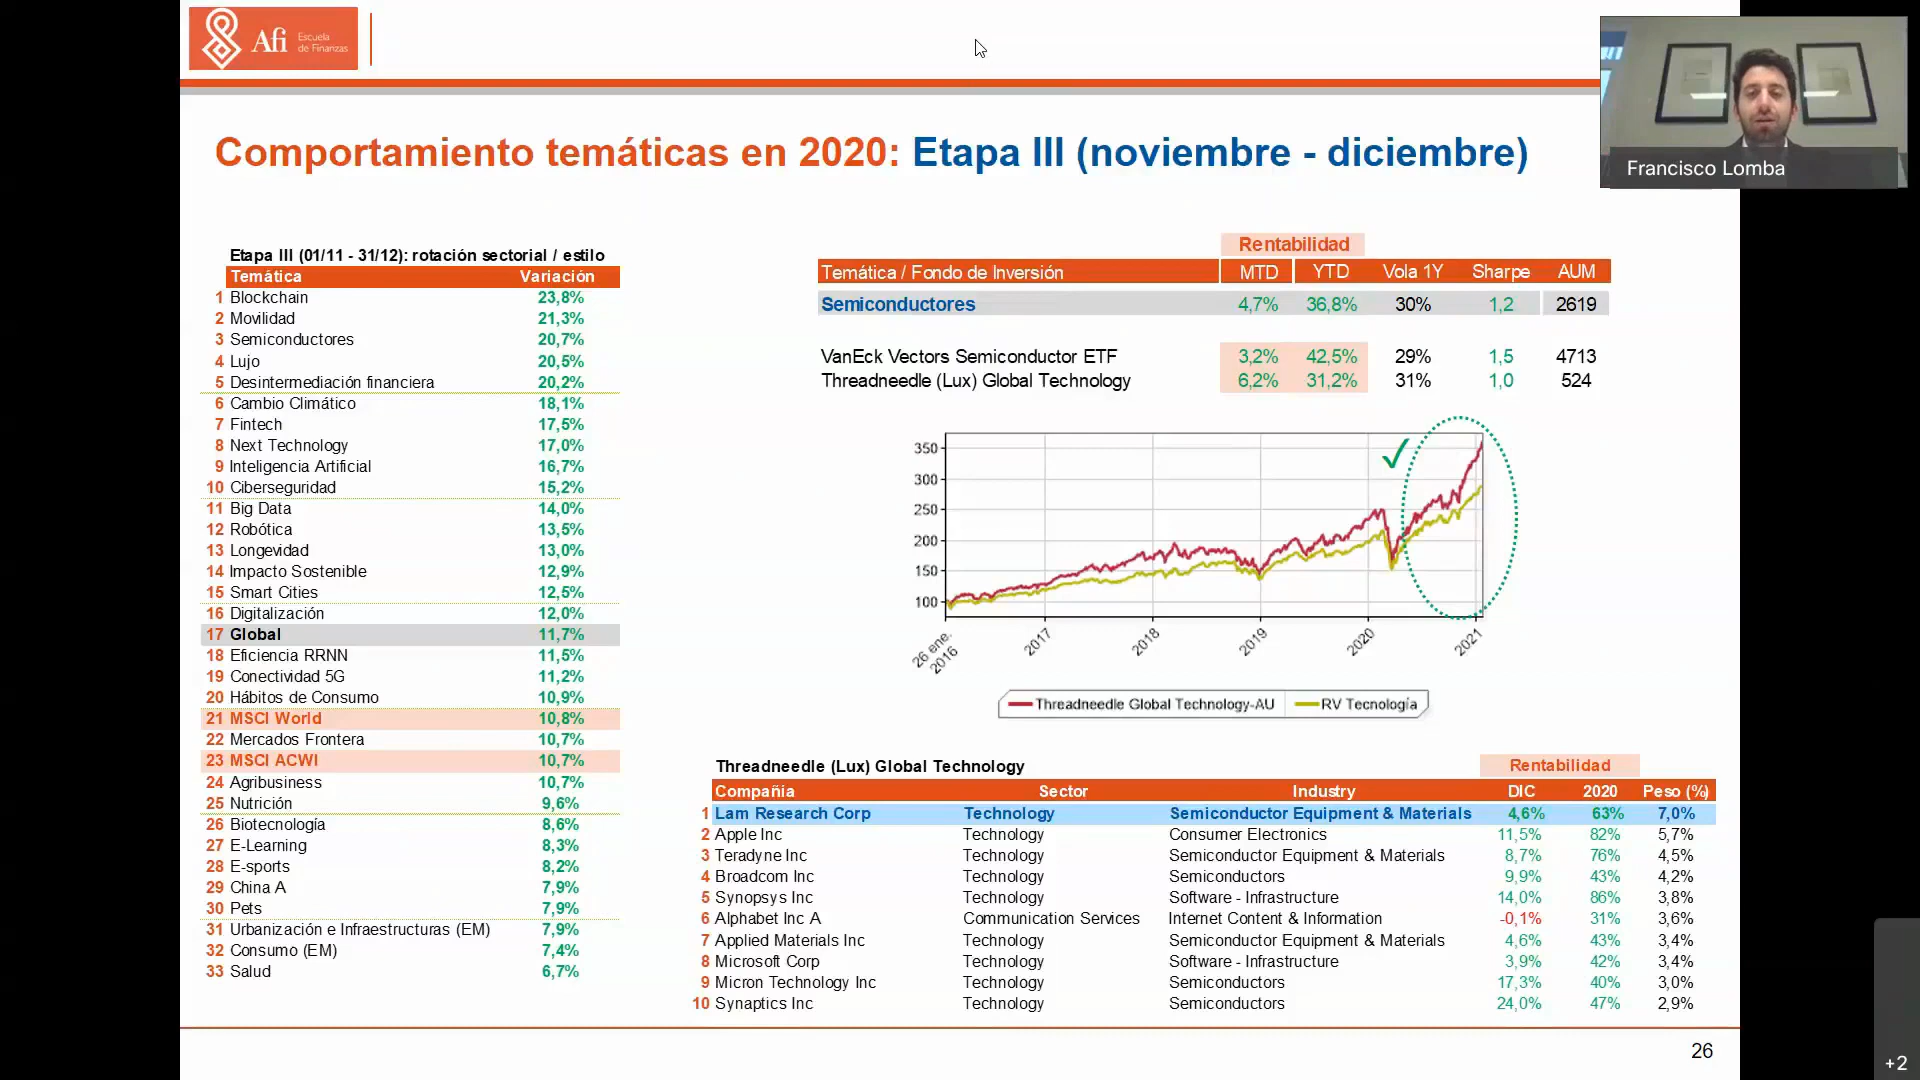 Afi Escuela
de Finanzas
Francisco Lomba
Comportamiento temáticas en 2020: Etapa III (noviembre - diciembre)
Etapa III (01/11 - 31/12): rotación sectorial / estilo
Temática Variación
1 Blockchain 23,8%
2 Movilidad 21,3%
3 Semiconductores 20,7%
4 Lujo 20,5%
5 Desintermediación financiera 20,2%
6 Cambio Climático 18,1%
7 Fintech 17,5%
8 Next Technology 17,0%
9 Inteligencia Artificial 16,7%
10 Ciberseguridad 15,2%
11 Big Data 14,0%
12 Robótica 13,5%
13 Longevidad 13,0%
14 Impacto Sostenible 12,9%
15 Smart Cities 12,5%
16 Digitalización 12,0%
17 Global 11,7%
18 Eficiencia RRNN 11,5%
19 Conectividad 5G 11,2%
20 Hábitos de Consumo 10,9%
21 MSCI World 10,8%
22 Mercados Frontera 10,7%
23 MSCI ACWI 10,7%
24 Agribusiness 10,7%
25 Nutrición 9,6%
26 Biotecnología 8,6%
27 E-Learning 8,3%
28 E-sports 8,2%
29 China A 7,9%
30 Pets 7,9%
31 Urbanización e Infraestructuras (EM) 7,9%
32 Consumo (EM) 7,4%
33 Salud 6,7%
Rentabilidad
Temática / Fondo de Inversión MTD YTD Vola 1Y Sharpe AUM
Semiconductores 4,7% 36,8% 30% 1,2 2619
VanEck Vectors Semiconductor ETF 3,2% 42,5% 29% 1,5 4713
Threadneedle (Lux) Global Technology 6,2% 31,2% 31% 1,0 524
350
300
250
200
150
100
26 ene. 2016 2017 2018 2019 2020 2021
Threadneedle Global Technology-AU RV Tecnología
Threadneedle (Lux) Global Technology Rentabilidad
Compañia Sector Industry DIC 2020 Peso (%)
1 Lam Research Corp Technology Semiconductor Equipment & Materials 4,6% 63% 7,0%
2 Apple Inc Technology Consumer Electronics 11,5% 82% 5,7%
3 Teradyne Inc Technology Semiconductor Equipment & Materials 8,7% 76% 4,5%
4 Broadcom Inc Technology Semiconductors 9,9% 43% 4,2%
5 Synopsys Inc Technology Software - Infrastructure 14,0% 86% 3,8%
6 Alphabet Inc A Communication Services Internet Content & Information -0,1% 31% 3,6%
7 Applied Materials Inc Technology Semiconductor Equipment & Materials 4,6% 43% 3,4%
8 Microsoft Corp Technology Software - Infrastructure 3,9% 42% 3,4%
9 Micron Technology Inc Technology Semiconductors 17,3% 40% 3,0%
10 Synaptics Inc Technology Semiconductors 24,0% 47% 2,9%
26
+2